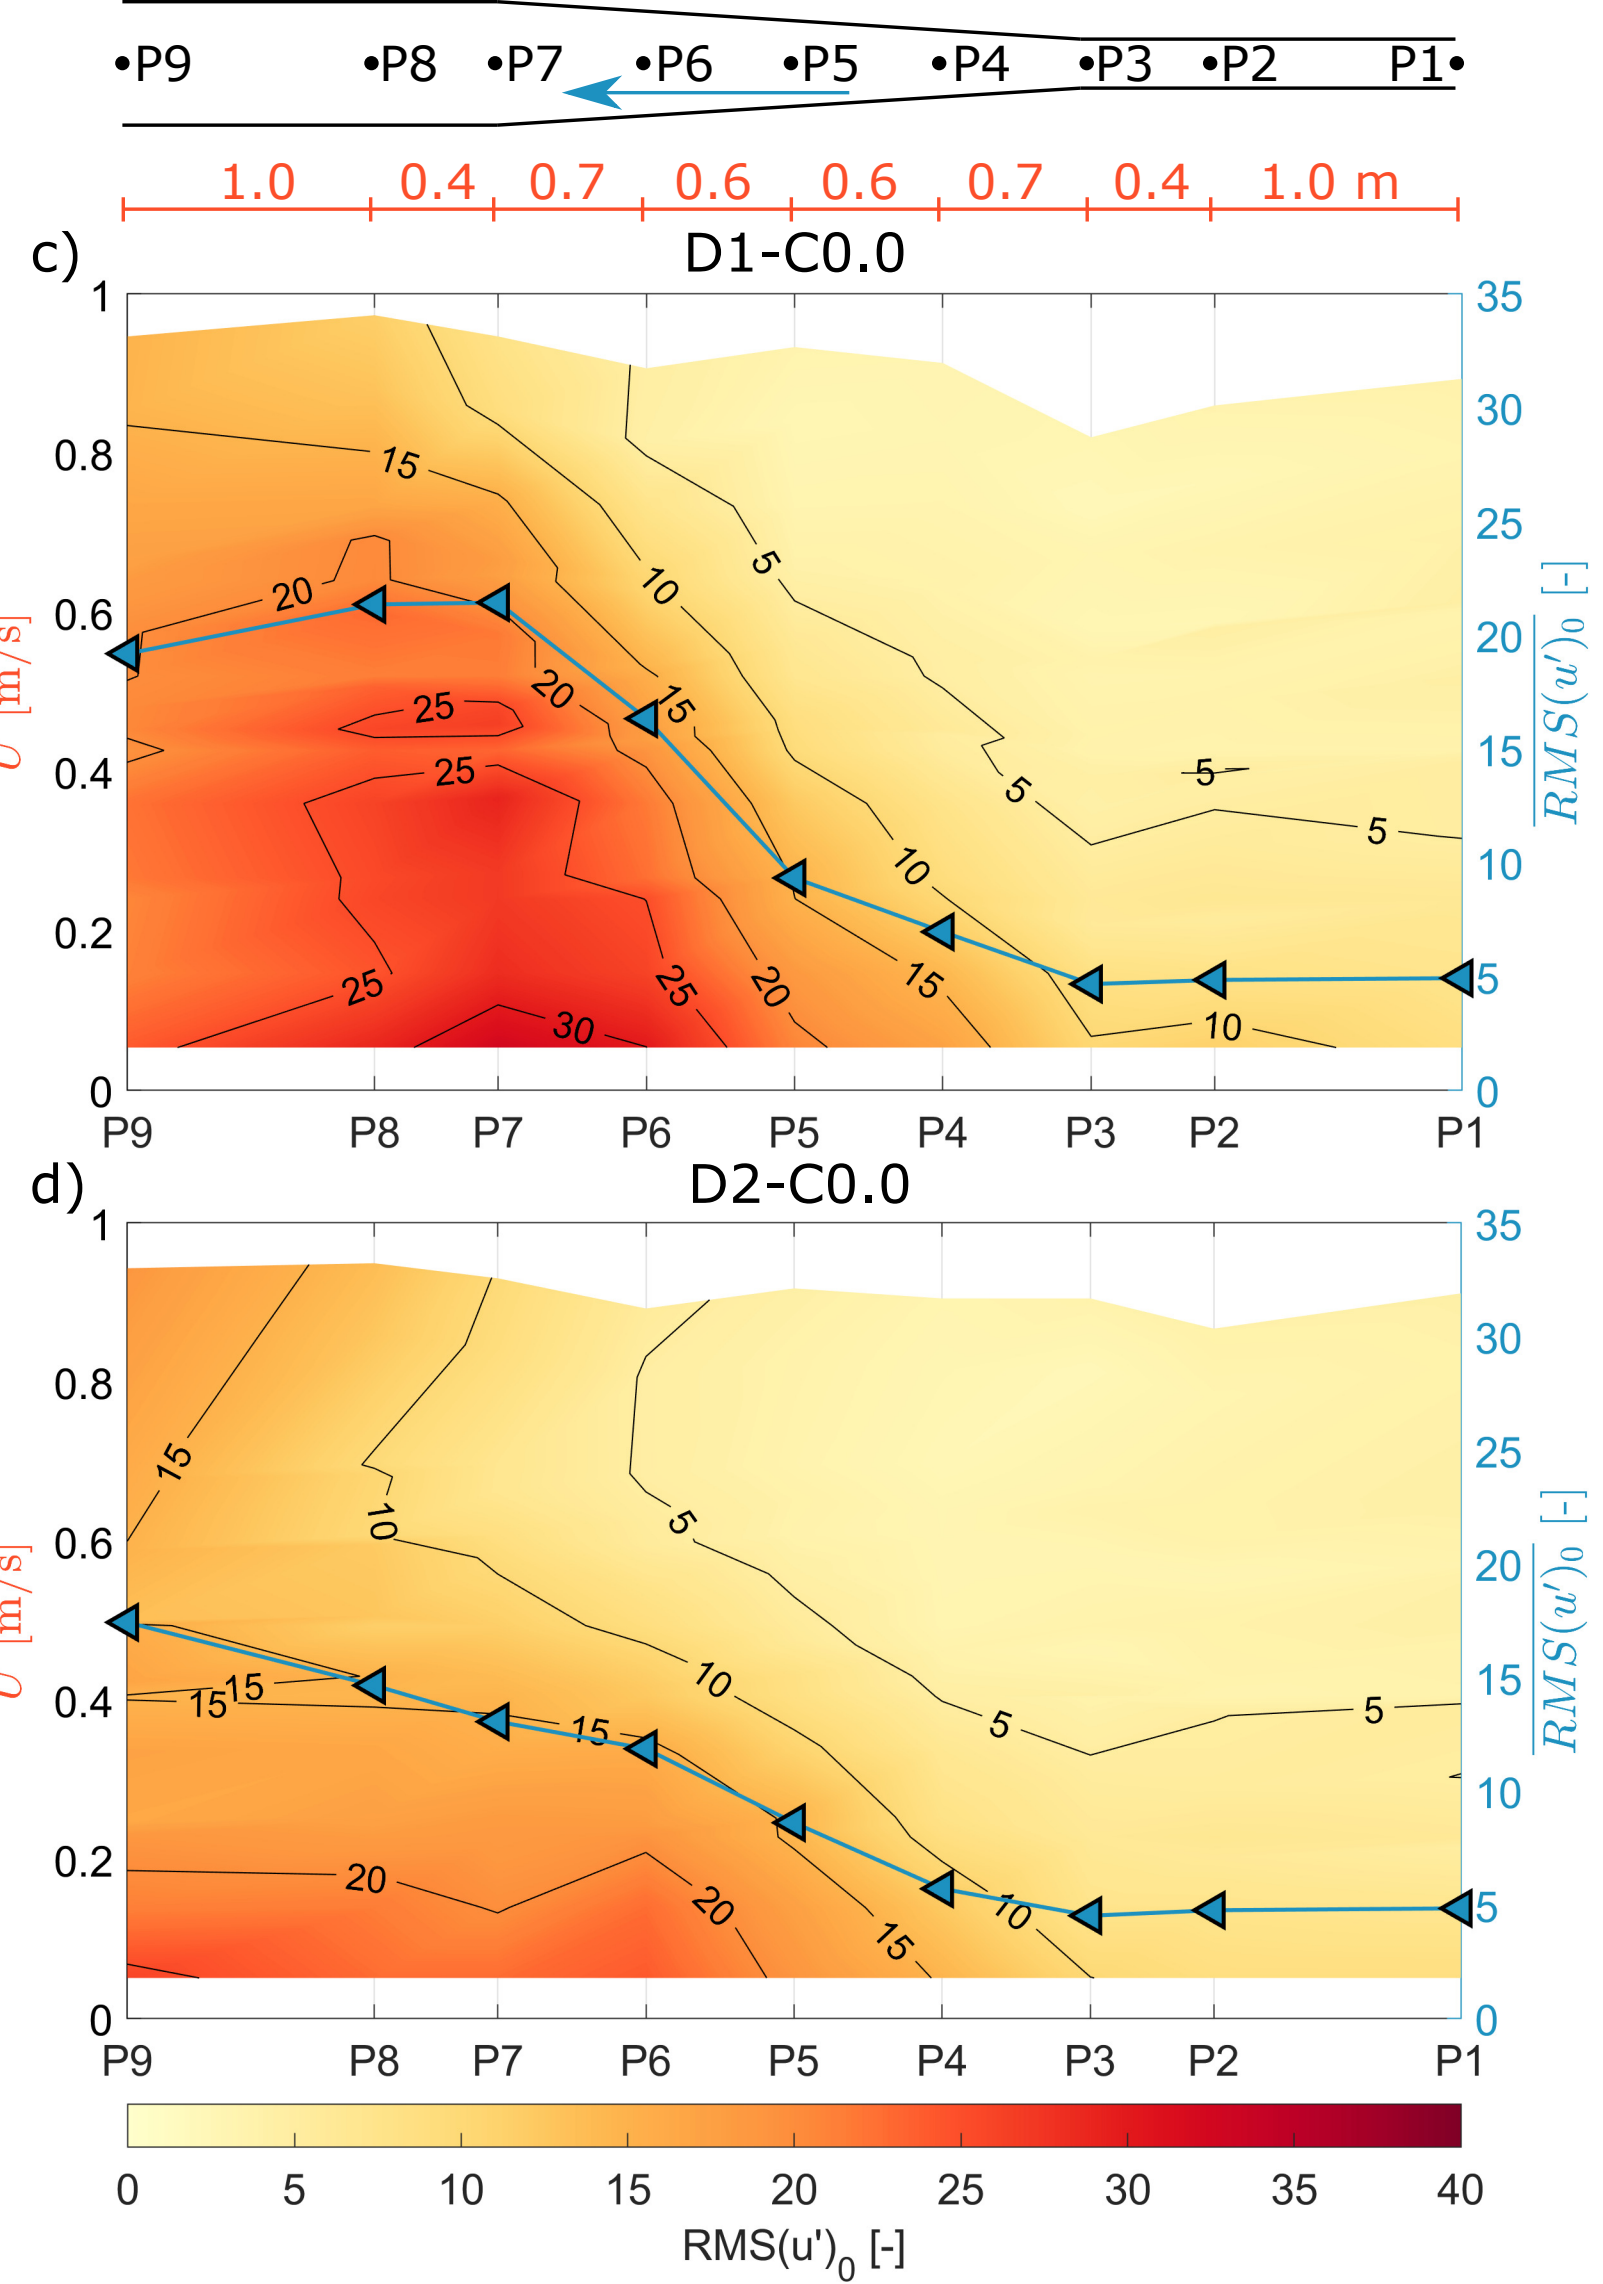 •P9 •P8 •P7 •P6 •P5 •P4 •P3 •P2 P1•
1.0 0.4 0.7 0.6 0.6 0.7 0.4 1.0 m
c) D1-C0.0
1 35
30
0.8 15
25
5
20 10
0.6 20
20
25 15
15
0.4 25 5 5
5
10 10
0.2
25 25 20 15 5
30 10
0 0
P9 P8 P7 P6 P5 P4 P3 P2 P1
U [m/s]
RMS(u')0 [-]
d) D2-C0.0
1 35
30
0.8
15 25
10 5
0.6 20
10
15 15
0.4 15 15 5 5
10
0.2 20 20 10 5
15
0 0
P9 P8 P7 P6 P5 P4 P3 P2 P1
U [m/s]
RMS(u')0 [-]
0 5 10 15 20 25 30 35 40
RMS(u')0 [-]